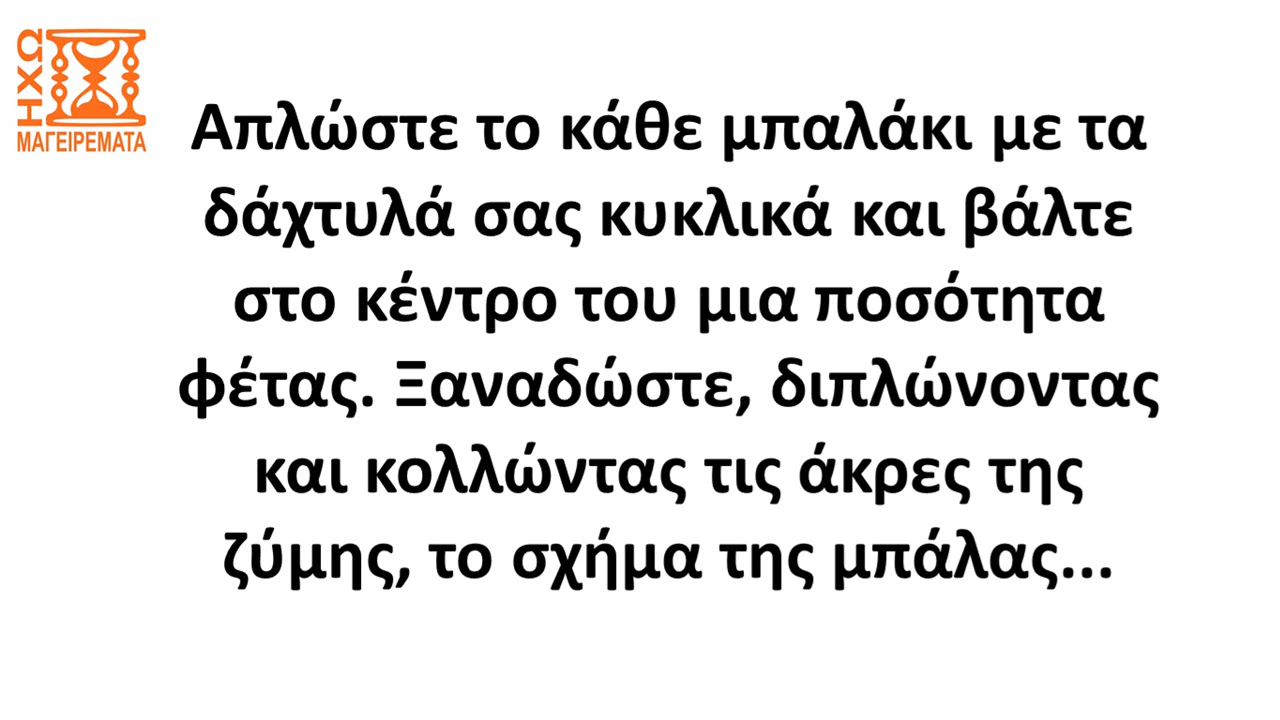 ΗΧΩ
ΜΑΓΕΙΡΕΜΑΤΑ
Απλώστε το κάθε μπαλάκι με τα
δάχτυλά σας κυκλικά και βάλτε
στο κέντρο του μια ποσότητα
φέτας. Ξαναδώστε, διπλώνοντας
και κολλώντας τις άκρες της
ζύμης, το σχήμα της μπάλας...